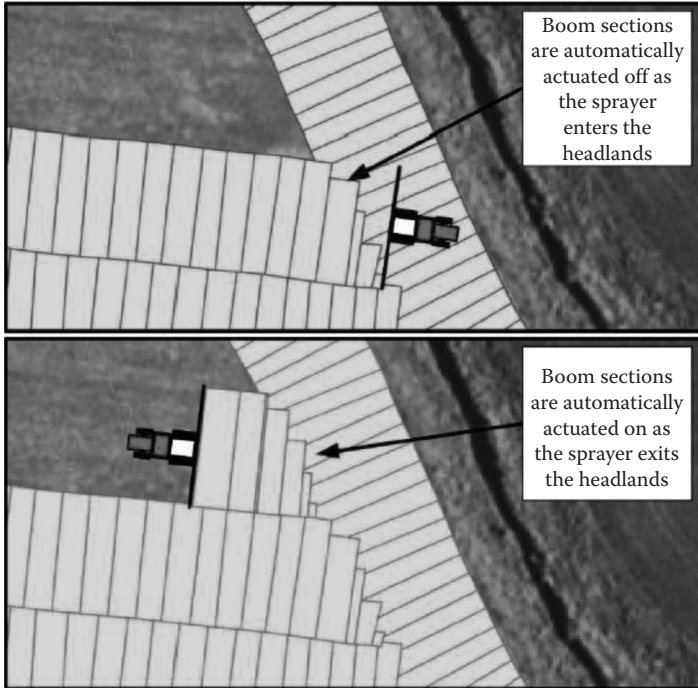 Boom sections
are automatically
actuated off as
the sprayer
enters the
headlands
Boom sections
are automatically
actuated on as
the sprayer exits
the headlands